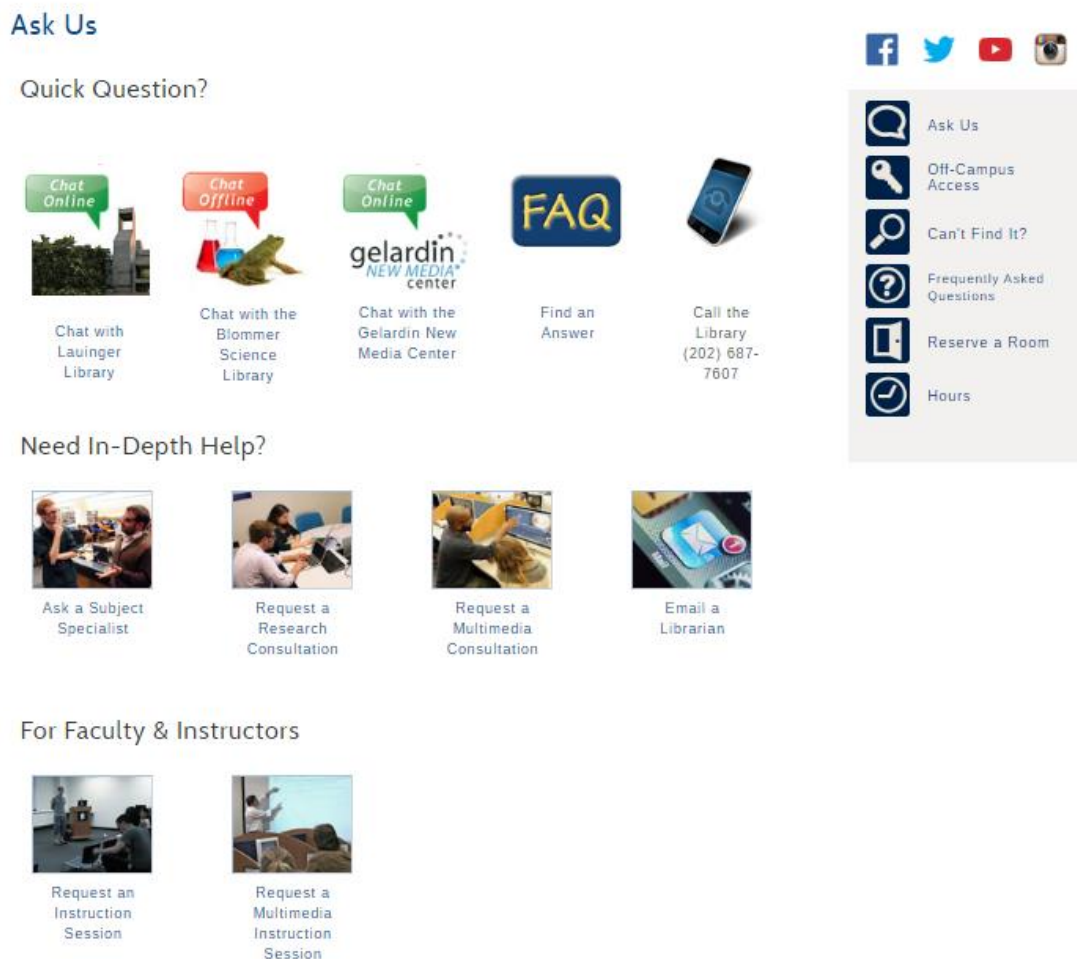 Ask Us
Quick Question?
Chat
Online
Chat with
Lauinger
Library
Chat
Offline
Chat with the
Blommer
Science
Library
Chat
Online
gelardin
NEW MEDIA
center
Chat with the
Gelardin New
Media Center
FAQ
Find an
Answer
Call the
Library
(202) 687-
7607
Need In-Depth Help?
Ask a Subject
Specialist
Request a
Research
Consultation
Request a
Multimedia
Consultation
Mail
Email a
Librarian
For Faculty & Instructors
Request an
Instruction
Session
Request a
Multimedia
Instruction
Session
Ask Us
Off-Campus
Access
Can't Find It?
Frequently Asked
Questions
Reserve a Room
Hours